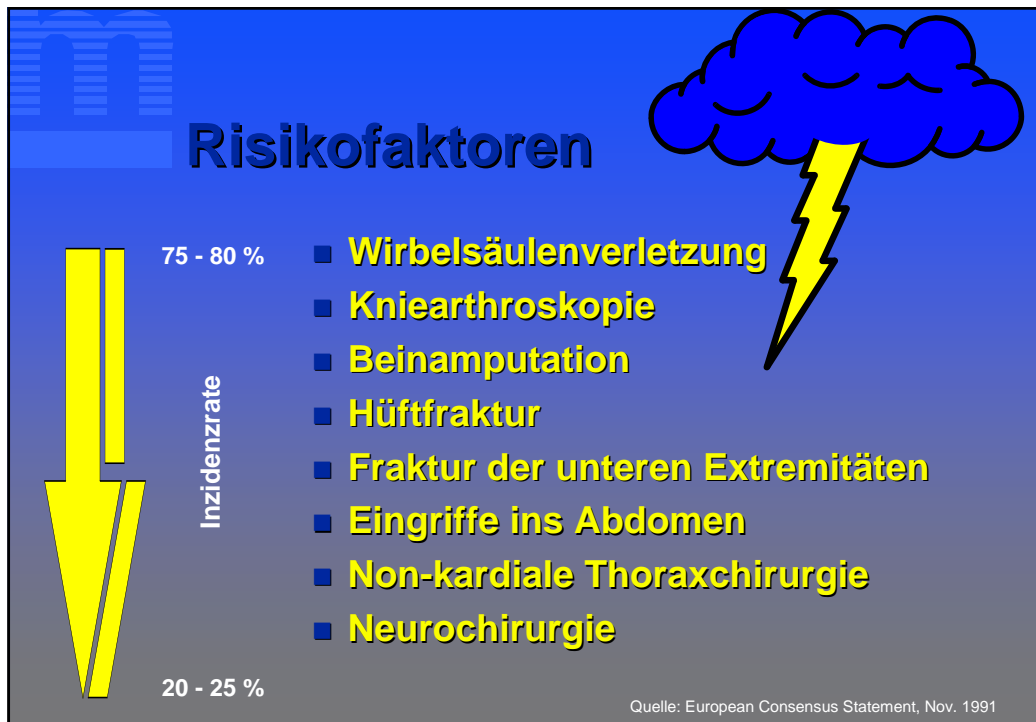 Risikofaktoren
75 - 80 %
Wirbelsäulenverletzung
Kniearthroskopie
Beinamputation
Hüftfraktur
Fraktur der unteren Extremitäten
Eingriffe ins Abdomen
Non-kardiale Thoraxchirurgie
Neurochirurgie
Inzidenzrate
20 - 25 %
Quelle: European Consensus Statement, Nov. 1991